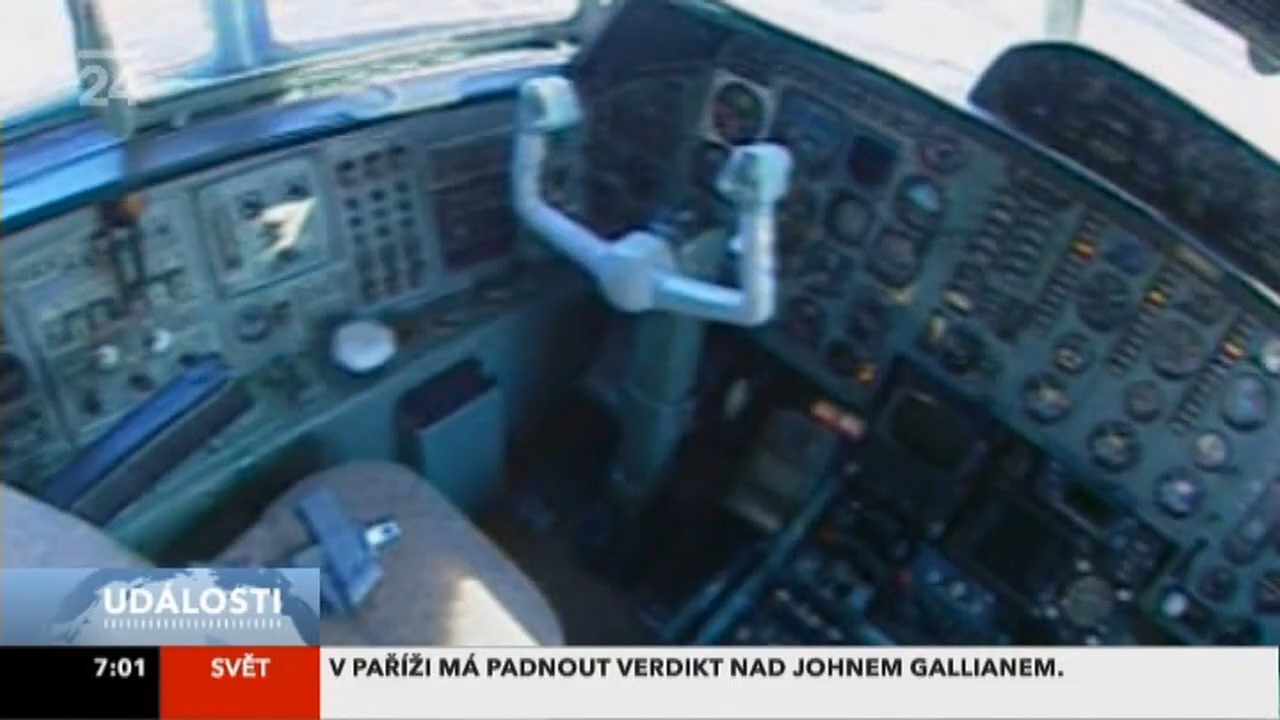 24
UDÁLOSTI
7:01
SVĚT
V PAŘÍŽI MÁ PADNOUT VERDIKT NAD JOHNEM GALLIANEM.